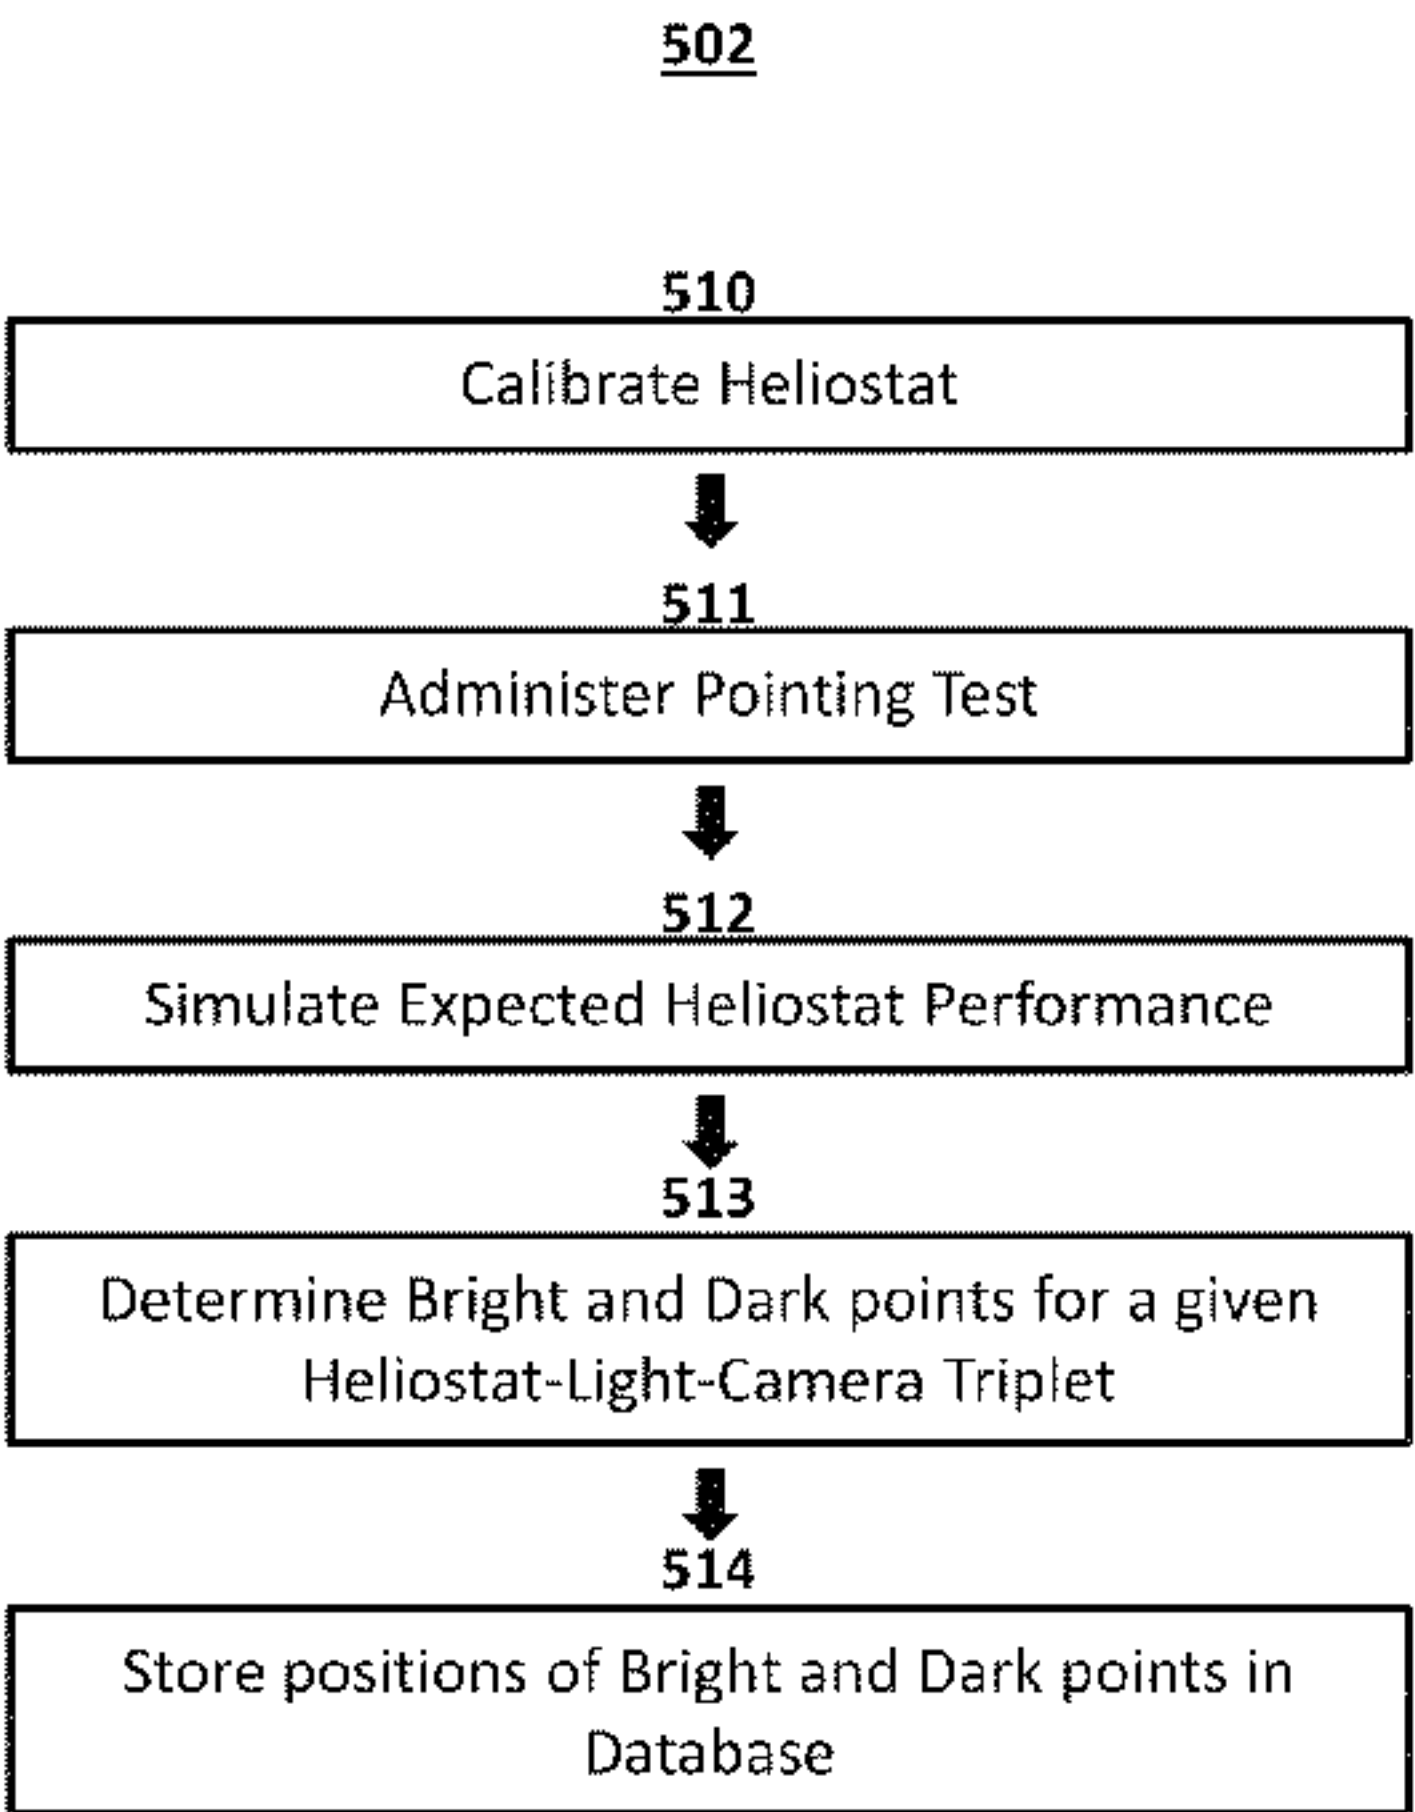 502
510
Calibrate Heliostat
511
Administer Pointing Test
512
Simulate Expected Heliostat Performance
513
Determine Bright and Dark points for a given
Heliostat-Light-Camera Triplet
514
Store positions of Bright and Dark points in
Database